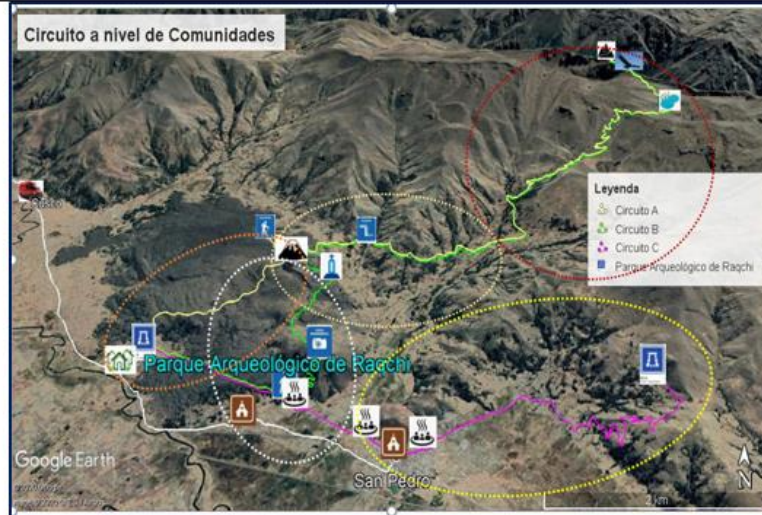 Circuito a nivel de Comunidades
Cusco
Leyenda
Circuito A
Circuito B
Circuito C
Parque Arqueológico de Raqchi
Parque Arqueológico de Raqchi
San Pedro
Google Earth
N
2 km